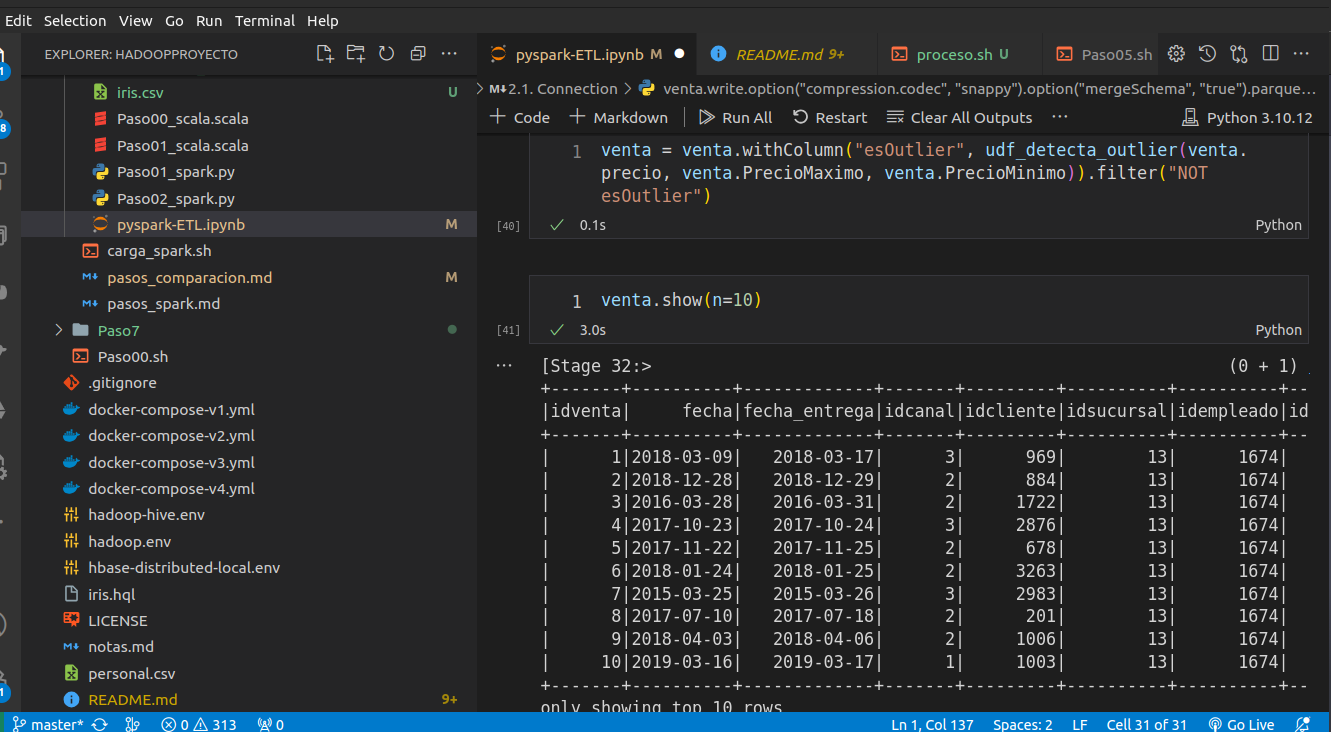 Edit Selection View Go Run Terminal Help
EXPLORER: HADOOPPROYECTO
iris.csv U
Paso00_scala.scala
Paso01_scala.scala
Paso01_spark.py
Paso02_spark.py
pyspark-ETL.ipynb M
carga_spark.sh
pasos_comparacion.md M
pasos_spark.md
Paso7
Paso00.sh
.gitignore
docker-compose-v1.yml
docker-compose-v2.yml
docker-compose-v3.yml
docker-compose-v4.yml
hadoop-hive.env
hadoop.env
hbase-distributed-local.env
iris.hql
LICENSE
notas.md
personal.csv
README.md 9+
1
8
1
pyspark-ETL.ipynb M README.md 9+ proceso.sh U Paso05.sh
2.1. Connection > venta.write.option("compression.codec", "snappy").option("mergeSchema", "true").parque...
Code Markdown Run All Restart Clear All Outputs ... Python 3.10.12
1 venta = venta.withColumn("esOutlier", udf_detecta_outlier(venta.
precio, venta.PrecioMaximo, venta.PrecioMinimo)).filter("NOT
esOutlier")
[40] 0.1s Python
1 venta.show(n=10)
[41] 3.0s Python
[Stage 32:> (0 + 1)
+-------+----------+-------------+-------+---------+----------+----------+--
|idventa| fecha|fecha_entrega|idcanal|idcliente|idsucursal|idempleado|id
+-------+----------+-------------+-------+---------+----------+----------+--
| 1|2018-03-09| 2018-03-17| 3| 969| 13| 1674|
| 2|2018-12-28| 2018-12-29| 2| 884| 13| 1674|
| 3|2016-03-28| 2016-03-31| 2| 1722| 13| 1674|
| 4|2017-10-23| 2017-10-24| 3| 2876| 13| 1674|
| 5|2017-11-22| 2017-11-25| 2| 678| 13| 1674|
| 6|2018-01-24| 2018-01-25| 2| 3263| 13| 1674|
| 7|2015-03-25| 2015-03-26| 3| 2983| 13| 1674|
| 8|2017-07-10| 2017-07-18| 2| 201| 13| 1674|
| 9|2018-04-03| 2018-04-06| 2| 1006| 13| 1674|
| 10|2019-03-16| 2019-03-17| 1| 1003| 13| 1674|
+-------+----------+-------------+-------+---------+----------+----------+--
only showing top 10 rows
master* 0 313 0 Ln 1, Col 137 Spaces: 2 LF Cell 31 of 31 Go Live